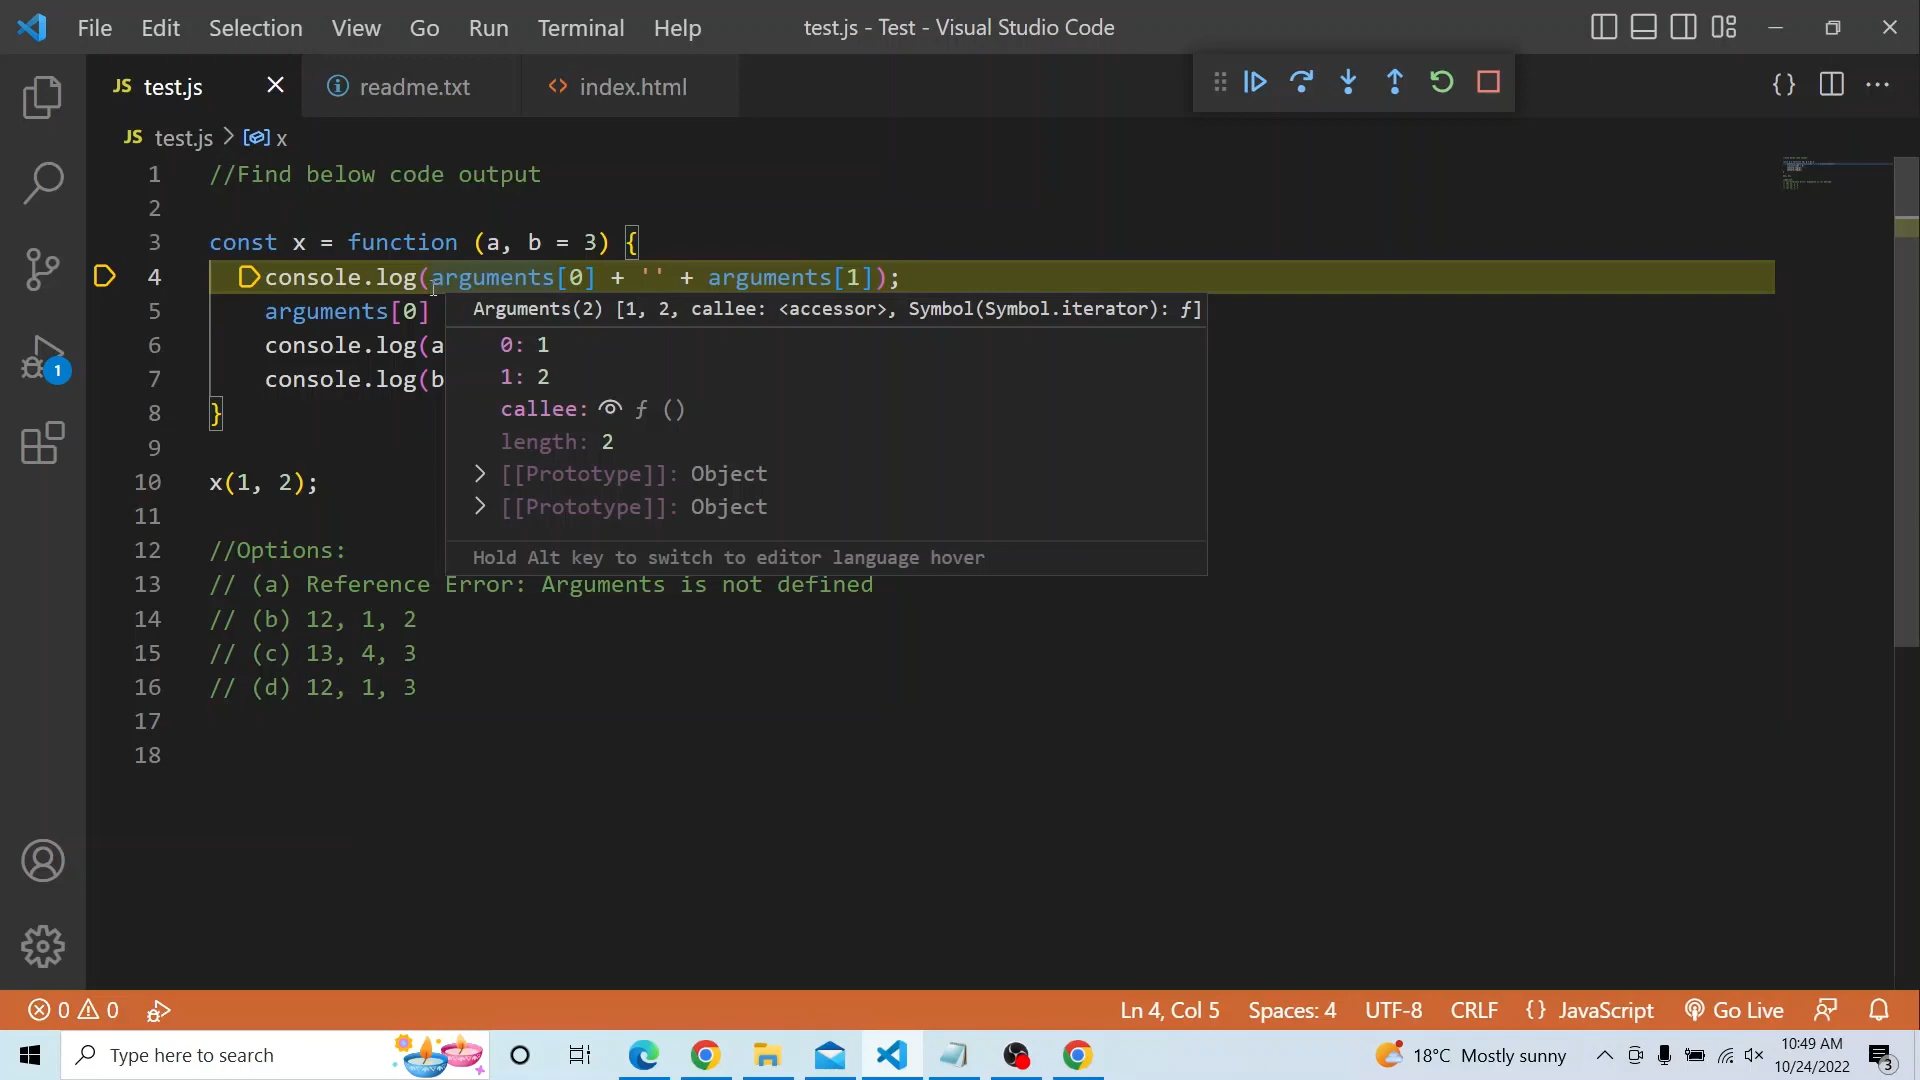 File Edit Selection View Go Run Terminal Help
test.js - Test - Visual Studio Code
JS test.js readme.txt index.html
JS test.js > x
1 //Find below code output
2
3 const x = function (a, b = 3) {
4 console.log(arguments[0] + '' + arguments[1]);
5 arguments[0]
6 console.log(a
7 console.log(b
8 }
9
10 x(1, 2);
11
12 //Options:
13 // (a) Reference Error: Arguments is not defined
14 // (b) 12, 1, 2
15 // (c) 13, 4, 3
16 // (d) 12, 1, 3
17
18
Arguments(2) [1, 2, callee: <accessor>, Symbol(Symbol.iterator): ƒ]
0: 1
1: 2
callee: ƒ ()
length: 2
[[Prototype]]: Object
[[Prototype]]: Object
Hold Alt key to switch to editor language hover
1
0 0 Ln 4, Col 5 Spaces: 4 UTF-8 CRLF {} JavaScript Go Live
Type here to search
18°C Mostly sunny
10:49 AM
10/24/2022
3